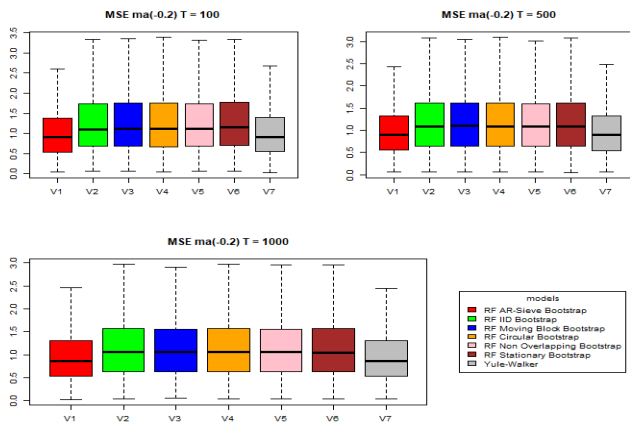 MSE ma(-0.2) T = 100
3.5
3.0
2.5
2.0
1.5
1.0
0.5
0.0
V1 V2 V3 V4 V5 V6 V7
MSE ma(-0.2) T = 500
3.0
2.5
2.0
1.5
1.0
0.5
0.0
V1 V2 V3 V4 V5 V6 V7
MSE ma(-0.2) T = 1000
3.0
2.5
2.0
1.5
1.0
0.5
0.0
V1 V2 V3 V4 V5 V6 V7
models
RF AR-Sieve Bootstrap
RF IID Bootstrap
RF Moving Block Bootstrap
RF Circular Bootstrap
RF Non Overlapping Bootstrap
RF Stationary Bootstrap
Yule-Walker